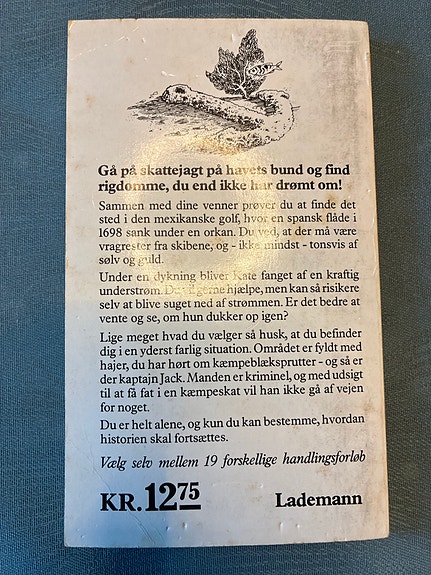 Gå på skattejagt på havets bund og find
rigdomme, du end ikke har drømt om!
Sammen med dine venner prøver du at finde det
sted i den mexikanske golf, hvor en spansk flåde i
1698 sank under en orkan. Du ved, at der må være
vragrester fra skibene, og - ikke mindst - tonsvis af
sølv og guld.
Under en dykning bliver Kate fanget af en kraftig
understrøm. Du vil gerne hjælpe, men kan så risikere
selv at blive suget ned af strømmen. Er det bedre at
vente og se, om hun dukker op igen?
Lige meget hvad du vælger så husk, at du befinder
dig i en yderst farlig situation. Området er fyldt med
hajer, du har hørt om kæmpeblæksprutter - og så er
der kaptajn Jack. Manden er kriminel, og med udsigt
til at få fat i en kæmpeskat vil han ikke gå af vejen
for noget.
Du er helt alene, og kun du kan bestemme, hvordan
historien skal fortsættes.
Vælg selv mellem 19 forskellige handlingsforløb
KR. 12 75 Lademann